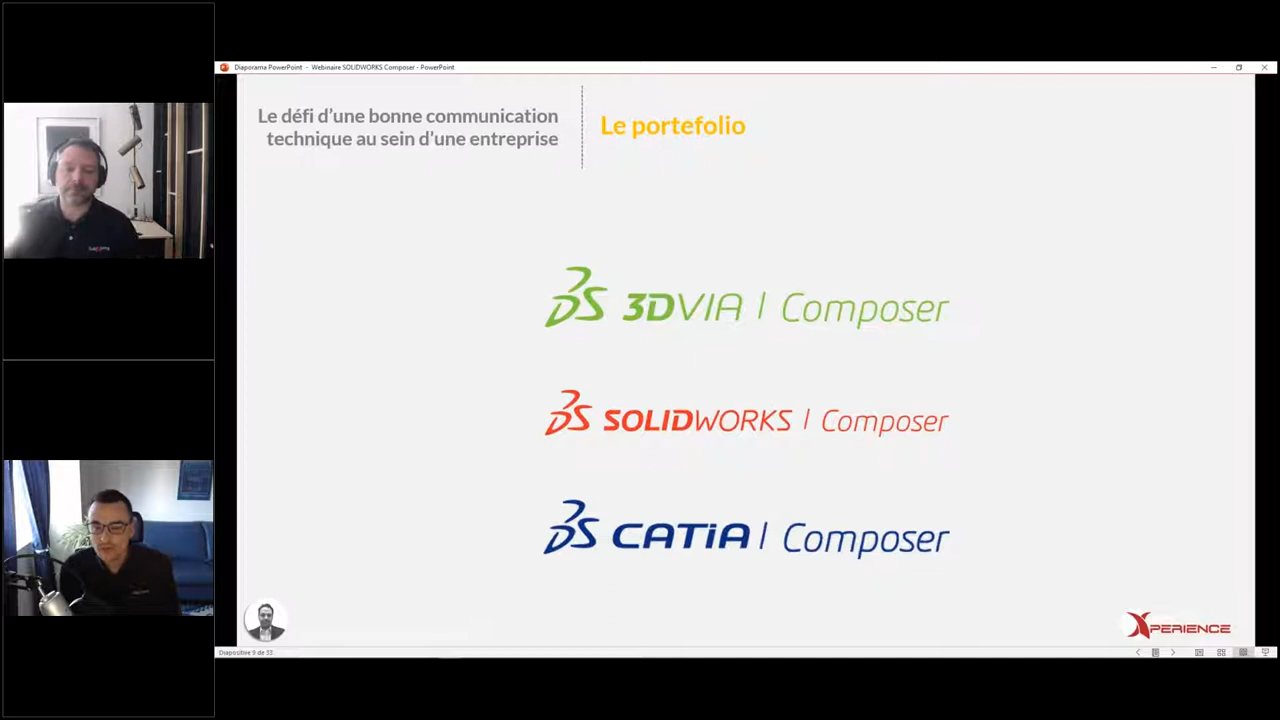 Diaporama PowerPoint - Webinaire SOLIDWORKS Composer - PowerPoint
Le défi d’une bonne communication
technique au sein d’une entreprise
Le portefolio
3DVIA | Composer
SOLIDWORKS | Composer
CATiA | Composer
XPERIENCE
Diapositive 9 de 33